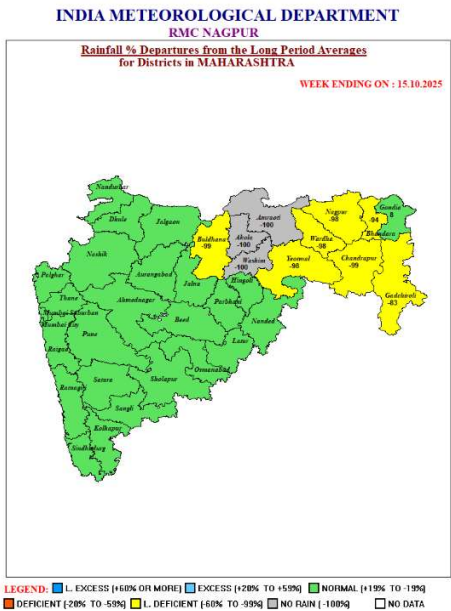 INDIA METEOROLOGICAL DEPARTMENT
RMC NAGPUR
Rainfall % Departures from the Long Period Averages
for Districts in MAHARASHTRA
WEEK ENDING ON : 15.10.2025
Nandurbar
Dhule
Jalgaon
Buldhana
-99
Akola
-100
Amravati
-100
Washim
-100
Nagpur
-98
-94
Gondia
8
Bhandara
Wardha
-98
Yeotmal
-98
Chandrapur
-99
Gadchiroli
-83
Nashik
Aurangabad
Jalna
Hingoli
Parbhani
Nanded
Palghar
Thane
Ahmednagar
Mumbai Suburban
Mumbai City
Pune
Beed
Latur
Raigad
Osmanabad
Ratnagiri
Satara
Sholapur
Sangli
Kolhapur
Sindhudurg
LEGEND: L. EXCESS (+60% OR MORE) EXCESS (+20% TO +59%) NORMAL (+19% TO -19%)
DEFICIENT (-20% TO -59%) L. DEFICIENT (-60% TO -99%) NO RAIN (-100%) NO DATA